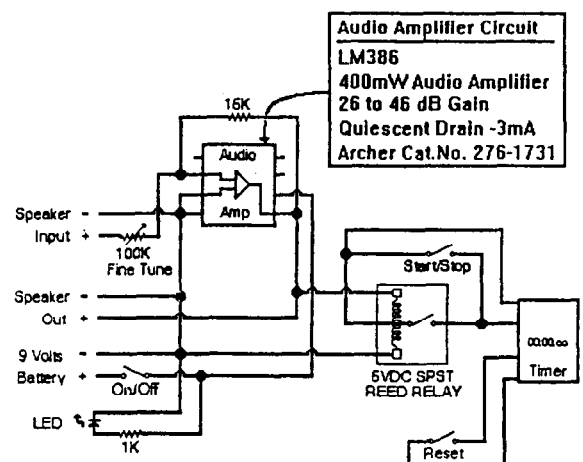 Audio Amplifier Circuit
LM386
400mW Audio Amplifier
26 to 46 dB Gain
Quiescent Drain -3mA
Archer Cat.No. 276-1731
15K
Audio
Amp
Speaker -
Input +
100K
Fine Tune
Start/Stop
Speaker -
Out +
00:00.00
Timer
9 Volts -
Battery +
On/Off
5VDC SPST
REED RELAY
LED
1K
Reset